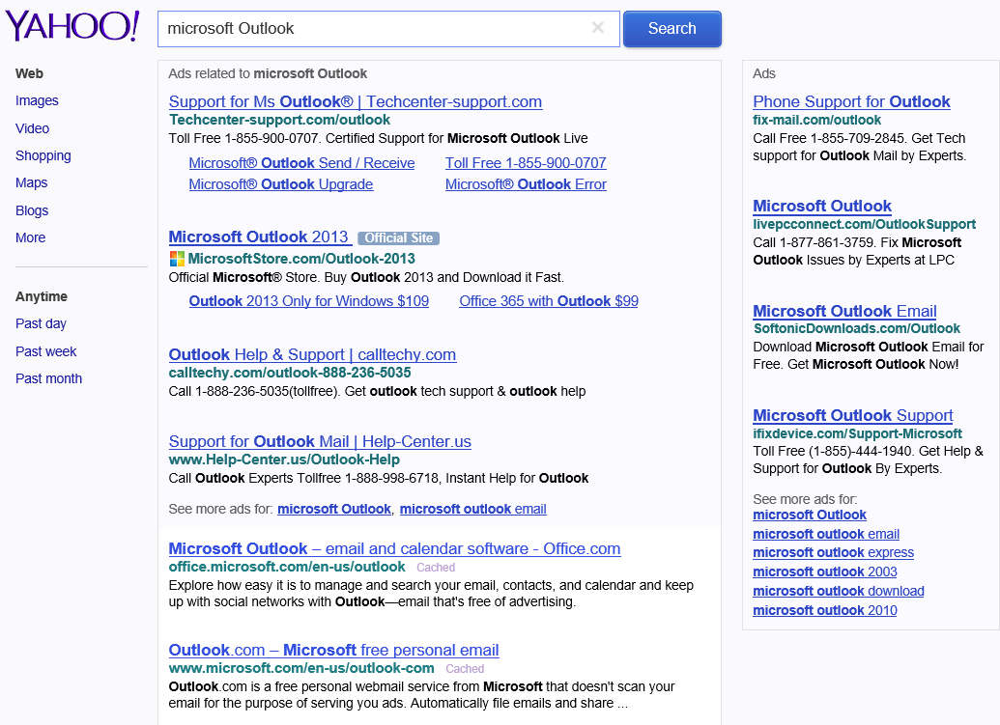 YAHOO!
microsoft Outlook
Search
Web
Images
Video
Shopping
Maps
Blogs
More
Anytime
Past day
Past week
Past month
Ads related to microsoft Outlook
Support for Ms Outlook® | Techcenter-support.com
Techcenter-support.com/outlook
Toll Free 1-855-900-0707. Certified Support for Microsoft Outlook Live
Microsoft® Outlook Send / Receive Toll Free 1-855-900-0707
Microsoft® Outlook Upgrade Microsoft® Outlook Error
Microsoft Outlook 2013 Official Site
MicrosoftStore.com/Outlook-2013
Official Microsoft® Store. Buy Outlook 2013 and Download it Fast.
Outlook 2013 Only for Windows $109 Office 365 with Outlook $99
Outlook Help & Support | calltechy.com
calltechy.com/outlook-888-236-5035
Call 1-888-236-5035(tollfree). Get outlook tech support & outlook help
Support for Outlook Mail | Help-Center.us
www.Help-Center.us/Outlook-Help
Call Outlook Experts Tollfree 1-888-998-6718, Instant Help for Outlook
See more ads for: microsoft Outlook, microsoft outlook email
Microsoft Outlook – email and calendar software - Office.com
office.microsoft.com/en-us/outlook Cached
Explore how easy it is to manage and search your email, contacts, and calendar and keep
up with social networks with Outlook—email that's free of advertising.
Outlook.com – Microsoft free personal email
www.microsoft.com/en-us/outlook-com Cached
Outlook.com is a free personal webmail service from Microsoft that doesn't scan your
email for the purpose of serving you ads. Automatically file emails and share ...
Ads
Phone Support for Outlook
fix-mail.com/outlook
Call Free 1-855-709-2845. Get Tech
support for Outlook Mail by Experts.
Microsoft Outlook
livepcconnect.com/OutlookSupport
Call 1-877-861-3759. Fix Microsoft
Outlook Issues by Experts at LPC
Microsoft Outlook Email
SoftonicDownloads.com/Outlook
Download Microsoft Outlook Email for
Free. Get Microsoft Outlook Now!
Microsoft Outlook Support
ifixdevice.com/Support-Microsoft
Toll Free (1-855)-444-1940. Get Help &
Support for Outlook By Experts.
See more ads for:
microsoft Outlook
microsoft outlook email
microsoft outlook express
microsoft outlook 2003
microsoft outlook download
microsoft outlook 2010